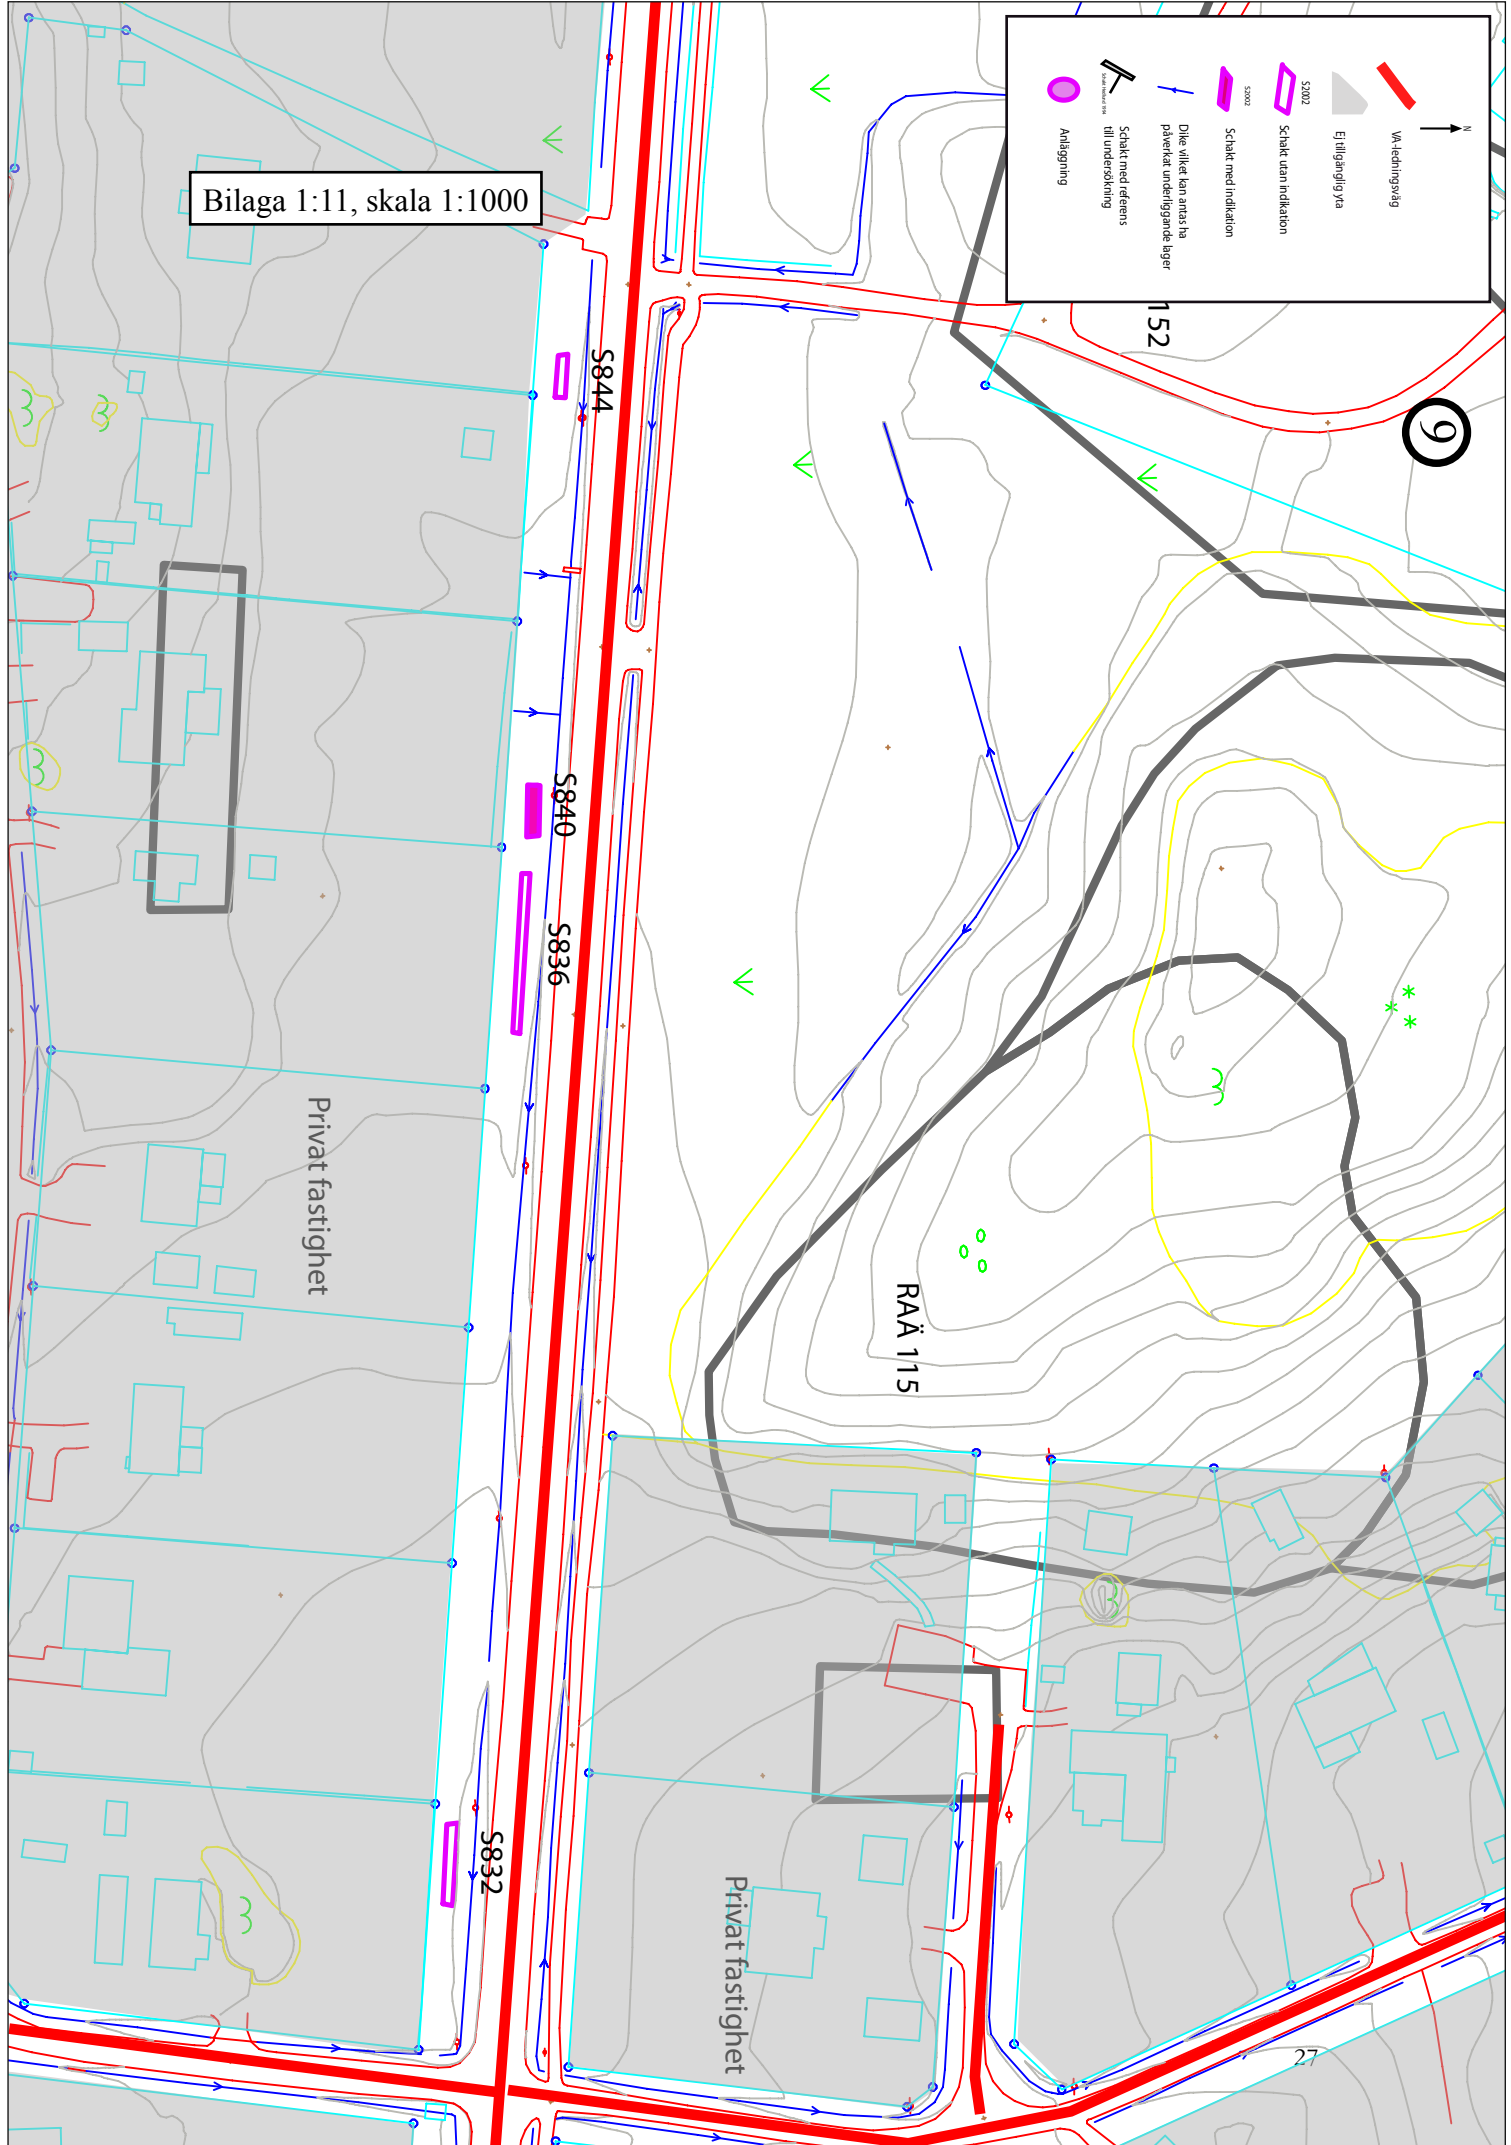 Bilaga 1:11, skala 1:1000
N
VA-ledningsväg
Ej tillgänglig yta
S2002
Schakt utan indikation
S2002
Schakt med indikation
Dike vilket kan antas ha
påverkat underliggande lager
Schakt med referens
till undersökning
Anläggning
152
9
S844
S840
S836
Privat fastighet
RAÄ 115
S832
Privat fastighet
27